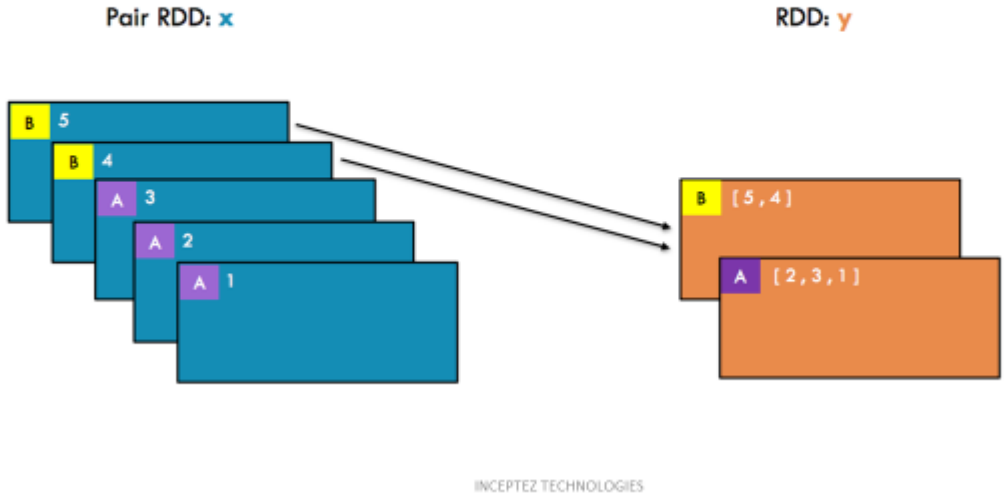 Pair RDD: x
RDD: y
B 5
B 4
A 3
A 2
A 1
B [5,4]
A [2,3,1]
INCEPTEZ TECHNOLOGIES